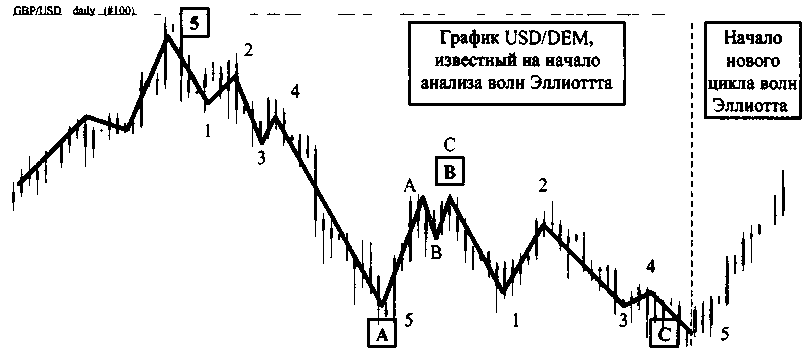 GBP/USD daily (#100)
5
График USD/DEM,
известный на начало
анализа волн Эллиоттта
Начало
нового
цикла волн
Эллиотта
2
4
1
3
C
B
A
2
B
4
A
5
1
3
C
5